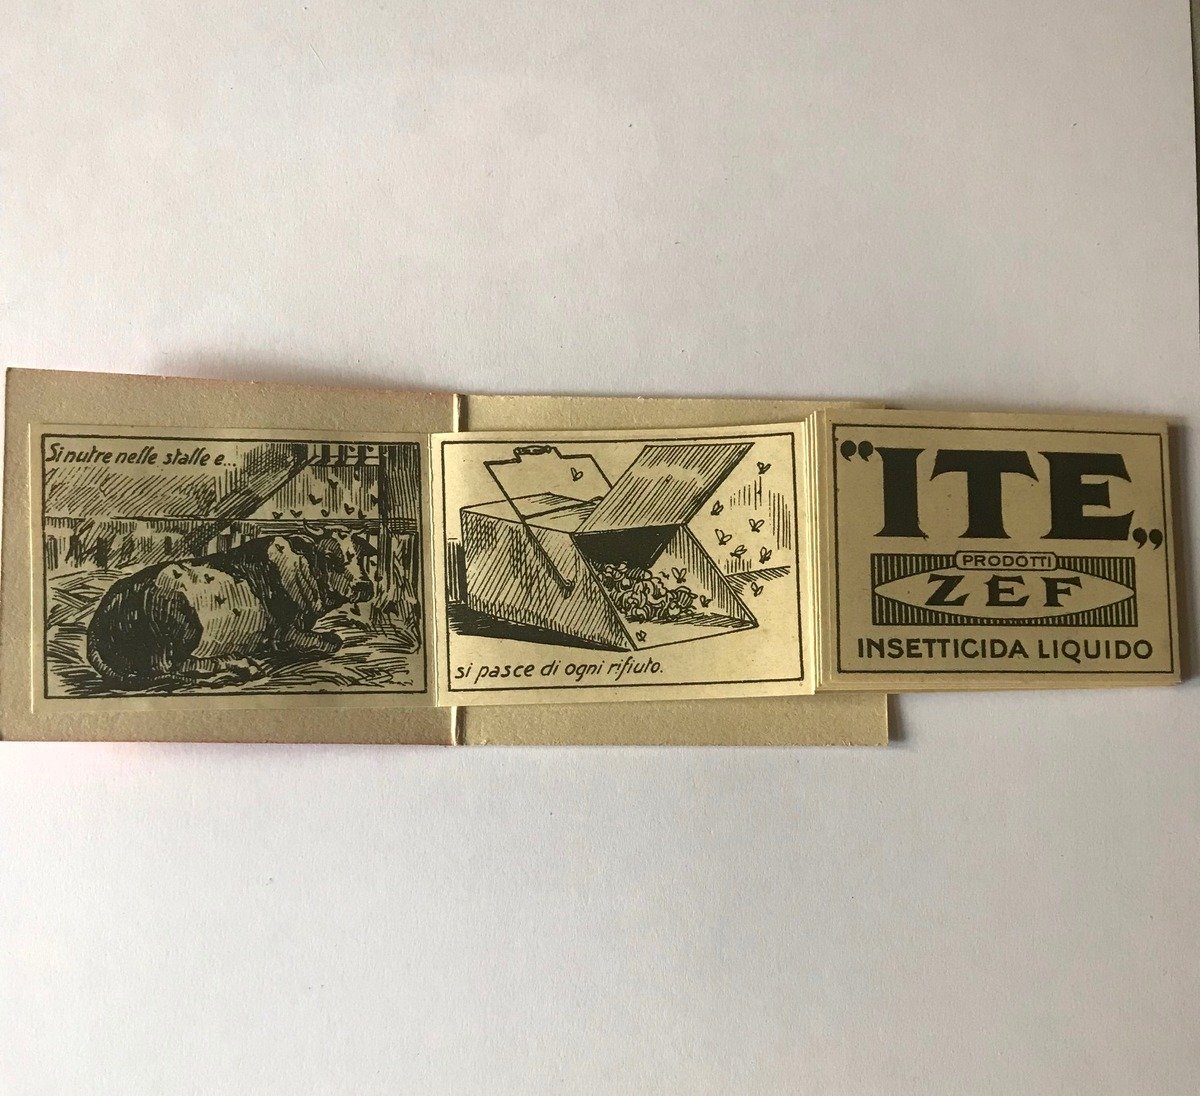 Si nutre nelle stalle e...
si pasce di ogni rifiuto.
"ITE„
PRODOTTI
ZEF
INSETTICIDA LIQUIDO